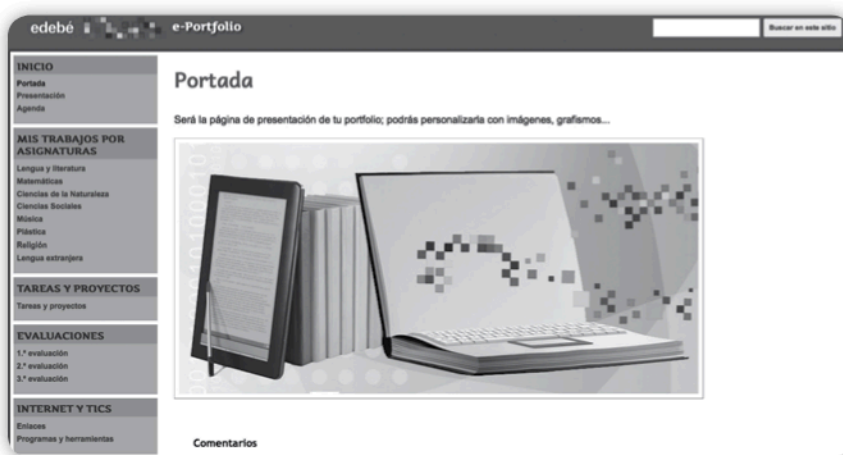 edebé e-Portfolio
Buscar en este sitio
INICIO
Portada
Presentación
Agenda
MIS TRABAJOS POR
ASIGNATURAS
Lengua y literatura
Matemáticas
Ciencias de la Naturaleza
Ciencias Sociales
Música
Plástica
Religión
Lengua extranjera
TAREAS Y PROYECTOS
Tareas y proyectos
EVALUACIONES
1.ª evaluación
2.ª evaluación
3.ª evaluación
INTERNET Y TICS
Enlaces
Programas y herramientas
Portada
Será la página de presentación de tu portfolio; podrás personalizarla con imágenes, grafismos...
Comentarios